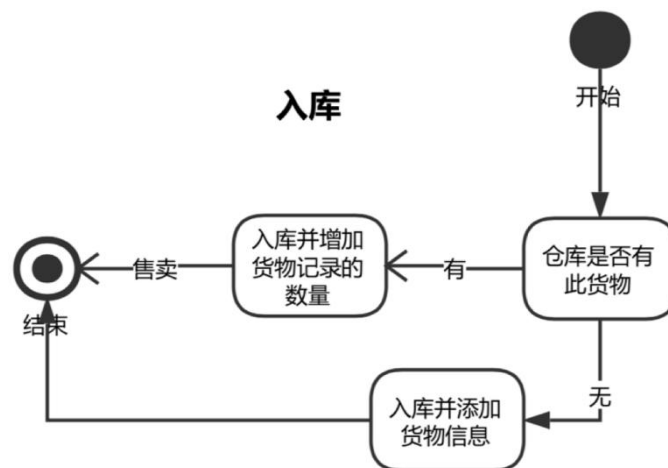 入库
开始
入库并增加
货物记录的
数量
仓库是否有
此货物
售卖
有
结束
无
入库并添加
货物信息